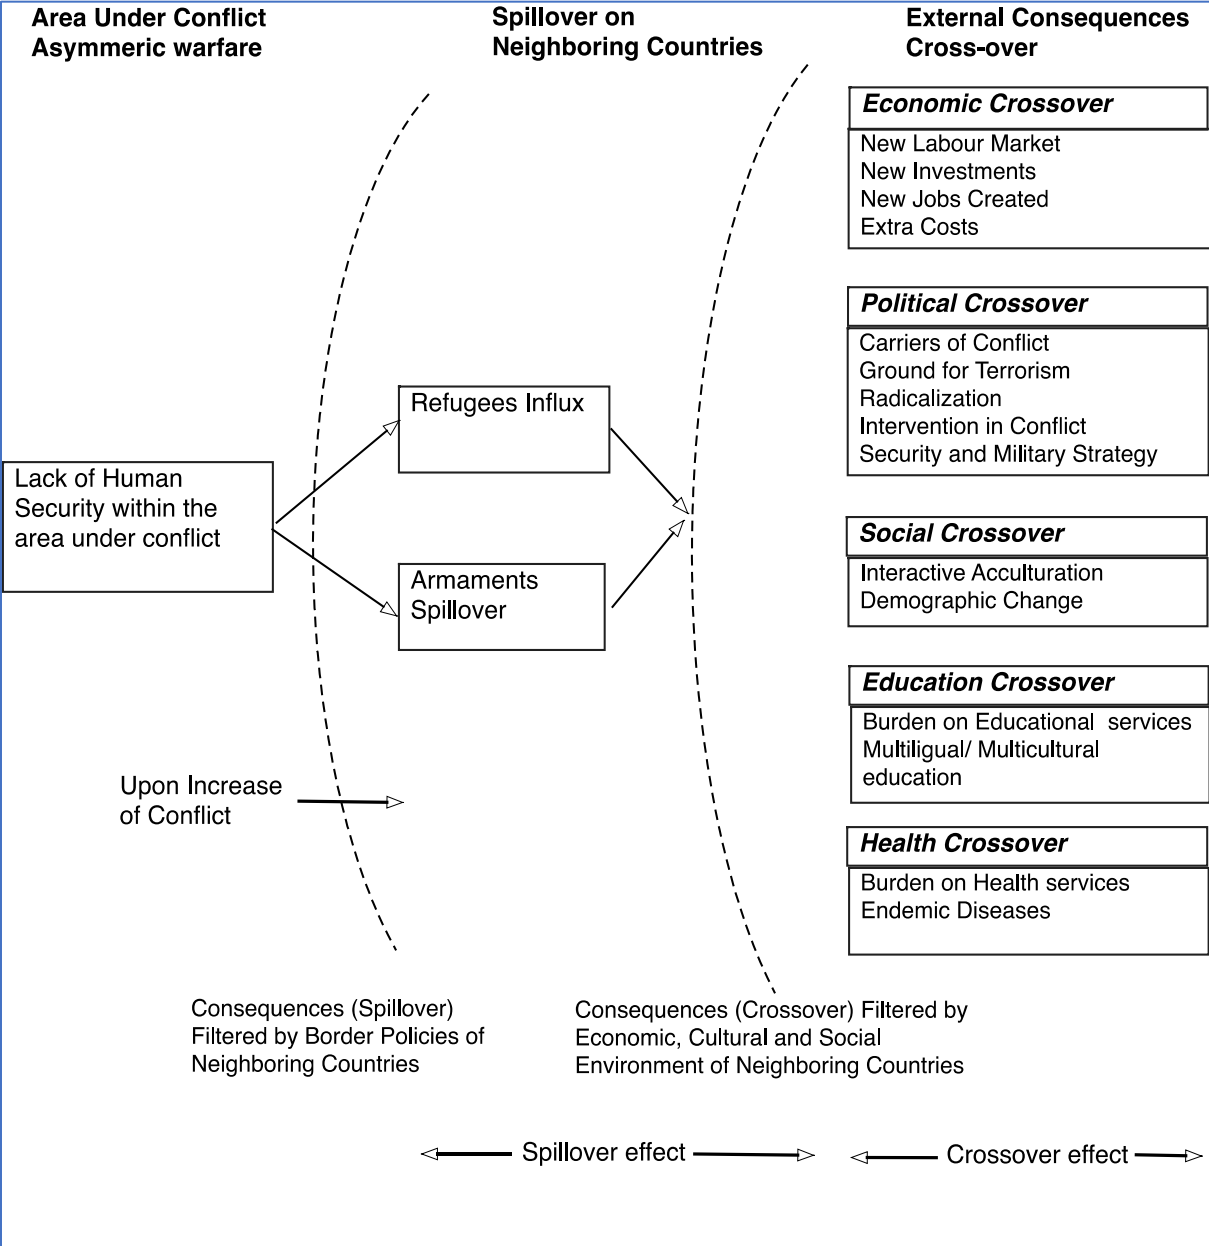 Area Under Conflict
Asymmeric warfare
Spillover on
Neighboring Countries
External Consequences
Cross-over
Economic Crossover
New Labour Market
New Investments
New Jobs Created
Extra Costs
Political Crossover
Carriers of Conflict
Ground for Terrorism
Radicalization
Intervention in Conflict
Security and Military Strategy
Refugees Influx
Lack of Human
Security within the
area under conflict
Armaments
Spillover
Social Crossover
Interactive Acculturation
Demographic Change
Education Crossover
Burden on Educational services
Multiligual/ Multicultural
education
Upon Increase
of Conflict
Health Crossover
Burden on Health services
Endemic Diseases
Consequences (Spillover)
Filtered by Border Policies of
Neighboring Countries
Consequences (Crossover) Filtered by
Economic, Cultural and Social
Environment of Neighboring Countries
Spillover effect
Crossover effect